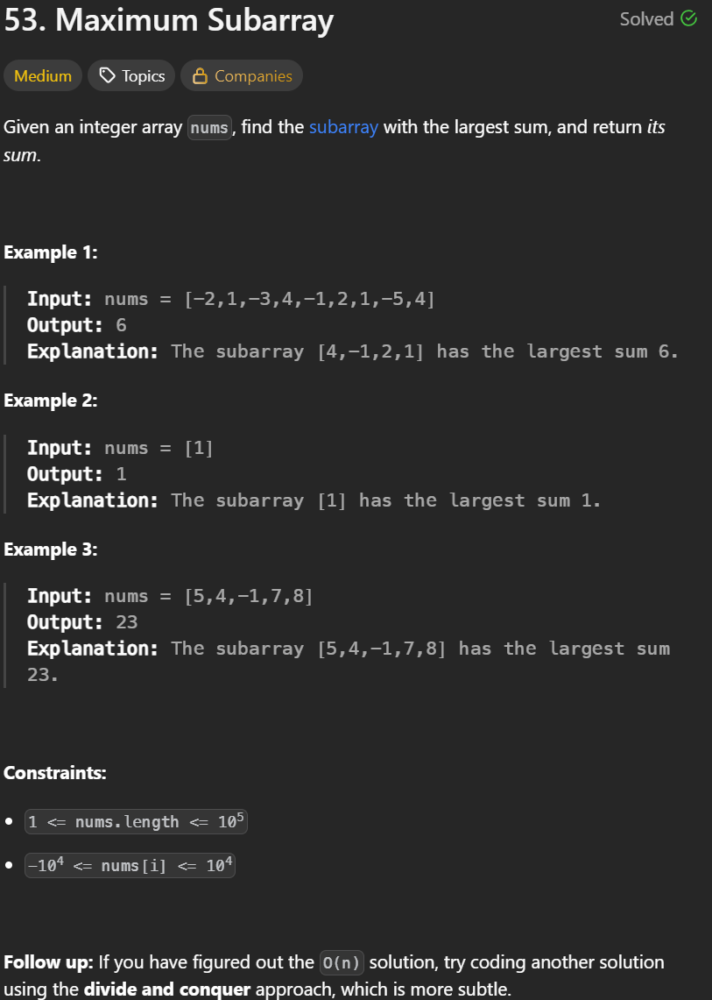 53. Maximum Subarray
Solved
Medium
Topics
Companies
Given an integer array nums, find the subarray with the largest sum, and return its
sum.
Example 1:
Input: nums = [-2,1,-3,4,-1,2,1,-5,4]
Output: 6
Explanation: The subarray [4,-1,2,1] has the largest sum 6.
Example 2:
Input: nums = [1]
Output: 1
Explanation: The subarray [1] has the largest sum 1.
Example 3:
Input: nums = [5,4,-1,7,8]
Output: 23
Explanation: The subarray [5,4,-1,7,8] has the largest sum
23.
Constraints:
• 1 <= nums.length <= 10⁵
• -10⁴ <= nums[i] <= 10⁴
Follow up: If you have figured out the O(n) solution, try coding another solution
using the divide and conquer approach, which is more subtle.